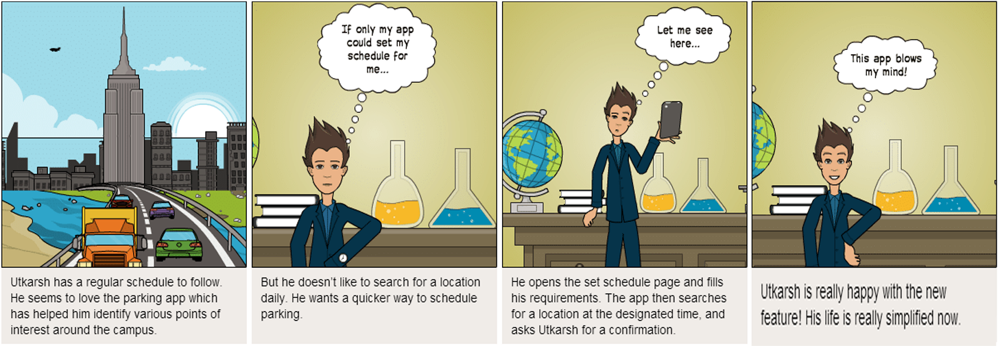 If only my app
could set my
schedule for
me...
Let me see
here...
This app blows
my mind!
Utkarsh has a regular schedule to follow.
He seems to love the parking app which
has helped him identify various points of
interest around the campus.
But he doesn't like to search for a location
daily. He wants a quicker way to schedule
parking.
He opens the set schedule page and fills
his requirements. The app then searches
for a location at the designated time, and
asks Utkarsh for a confirmation.
Utkarsh is really happy with the new
feature! His life is really simplified now.